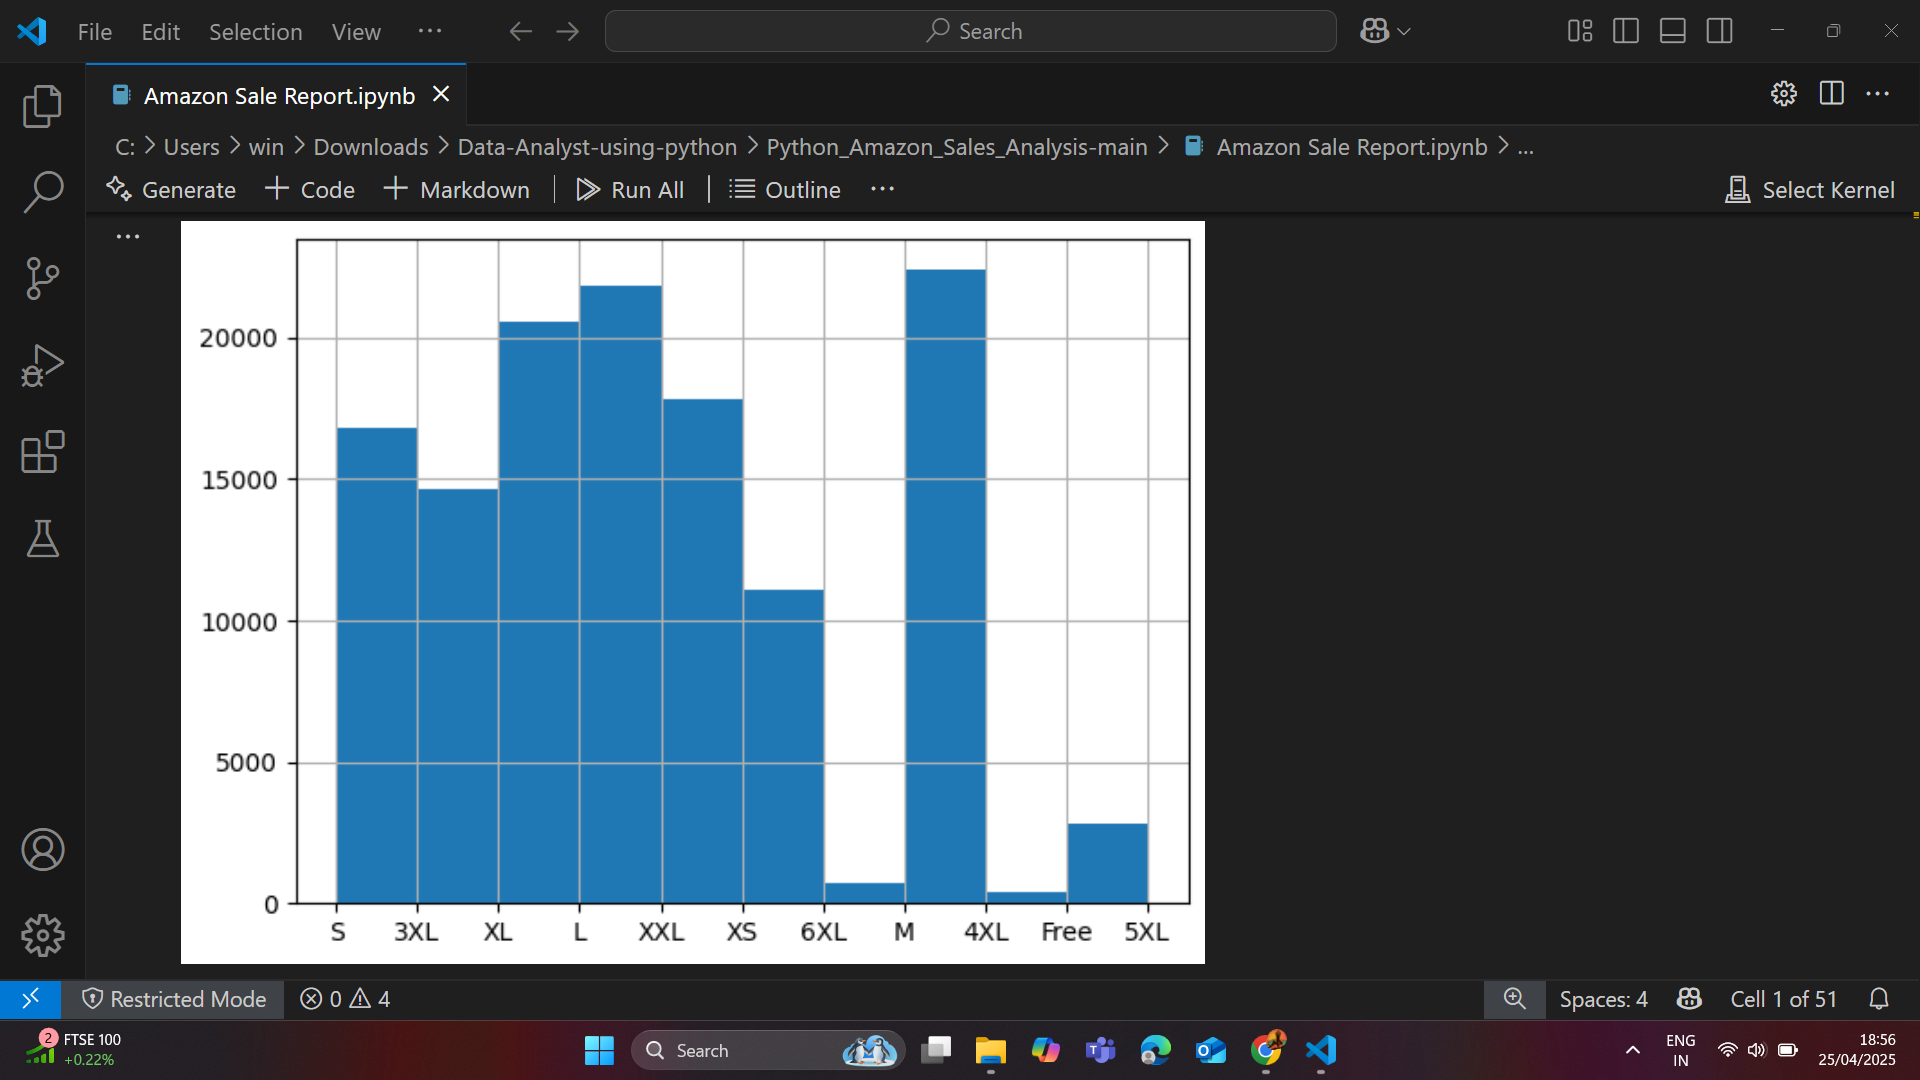 File Edit Selection View ··· Search
Amazon Sale Report.ipynb
C: > Users > win > Downloads > Data-Analyst-using-python > Python_Amazon_Sales_Analysis-main > Amazon Sale Report.ipynb > ...
Generate + Code + Markdown Run All Outline ··· Select Kernel
20000
15000
10000
5000
0
S 3XL XL L XXL XS 6XL M 4XL Free 5XL
Restricted Mode 0 4 Spaces: 4 Cell 1 of 51
2 FTSE 100
+0.22%
Search
ENG
IN
18:56
25/04/2025